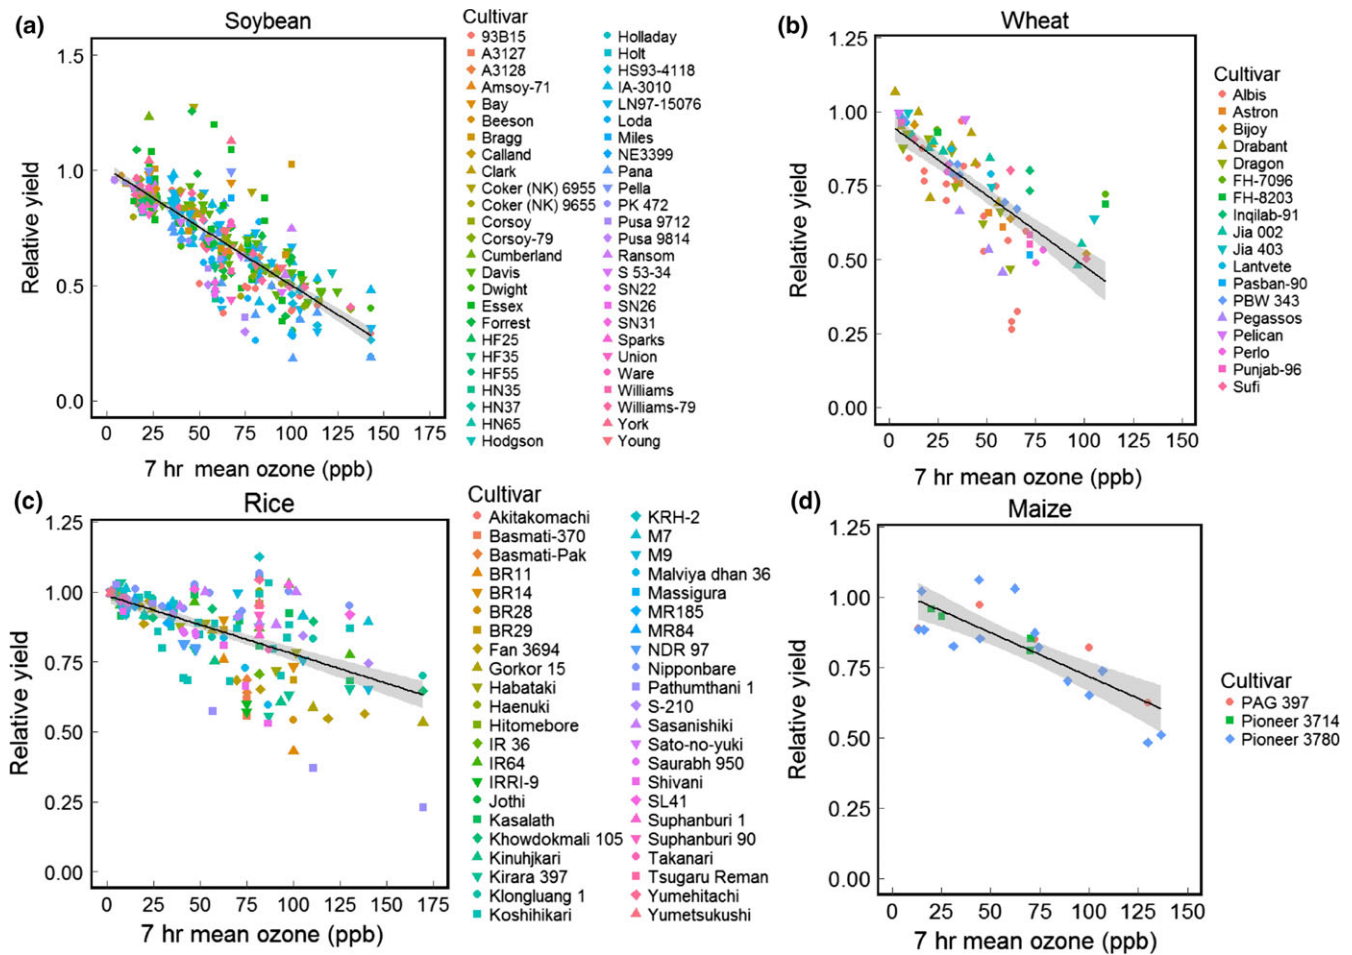 (a)
Soybean
Relative yield
1.5
1.0
0.5
0.0
0
25
50
75
100
125
150
175
7 hr mean ozone (ppb)
Cultivar
93B15
A3127
A3128
Amsoy-71
Bay
Beeson
Bragg
Calland
Clark
Coker (NK) 6955
Coker (NK) 9655
Corsoy
Corsoy-79
Cumberland
Davis
Dwight
Essex
Forrest
HF25
HF35
HF55
HN35
HN37
HN65
Hodgson
Holladay
Holt
HS93-4118
IA-3010
LN97-15076
Loda
Miles
NE3399
Pana
Pella
PK 472
Pusa 9712
Pusa 9814
Ransom
S 53-34
SN22
SN26
SN31
Sparks
Union
Ware
Williams
Williams-79
York
Young
(b)
Wheat
Relative yield
1.25
1.00
0.75
0.50
0.25
0.00
0
25
50
75
100
125
150
7 hr mean ozone (ppb)
Cultivar
Albis
Astron
Bijoy
Drabant
Dragon
FH-7096
FH-8203
Inqilab-91
Jia 002
Jia 403
Lantvete
Pasban-90
PBW 343
Pegassos
Pelican
Perlo
Punjab-96
Sufi
(c)
Rice
Relative yield
1.25
1.00
0.75
0.50
0.25
0.00
0
25
50
75
100
125
150
175
7 hr mean ozone (ppb)
Cultivar
Akitakomachi
Basmati-370
Basmati-Pak
BR11
BR14
BR28
BR29
Fan 3694
Gorkor 15
Habataki
Haenuki
Hitomebore
IR 36
IR64
IRRI-9
Jothi
Kasalath
Khowdokmali 105
Kinuhjkari
Kirara 397
Klongluang 1
Koshihikari
KRH-2
M7
M9
Malviya dhan 36
Massigura
MR185
MR84
NDR 97
Nipponbare
Pathumthani 1
S-210
Sasanishiki
Sato-no-yuki
Saurabh 950
Shivani
SL41
Suphanburi 1
Suphanburi 90
Takanari
Tsugaru Reman
Yumehitachi
Yumetsukushi
(d)
Maize
Relative yield
1.25
1.00
0.75
0.50
0.25
0.00
0
25
50
75
100
125
150
7 hr mean ozone (ppb)
Cultivar
PAG 397
Pioneer 3714
Pioneer 3780